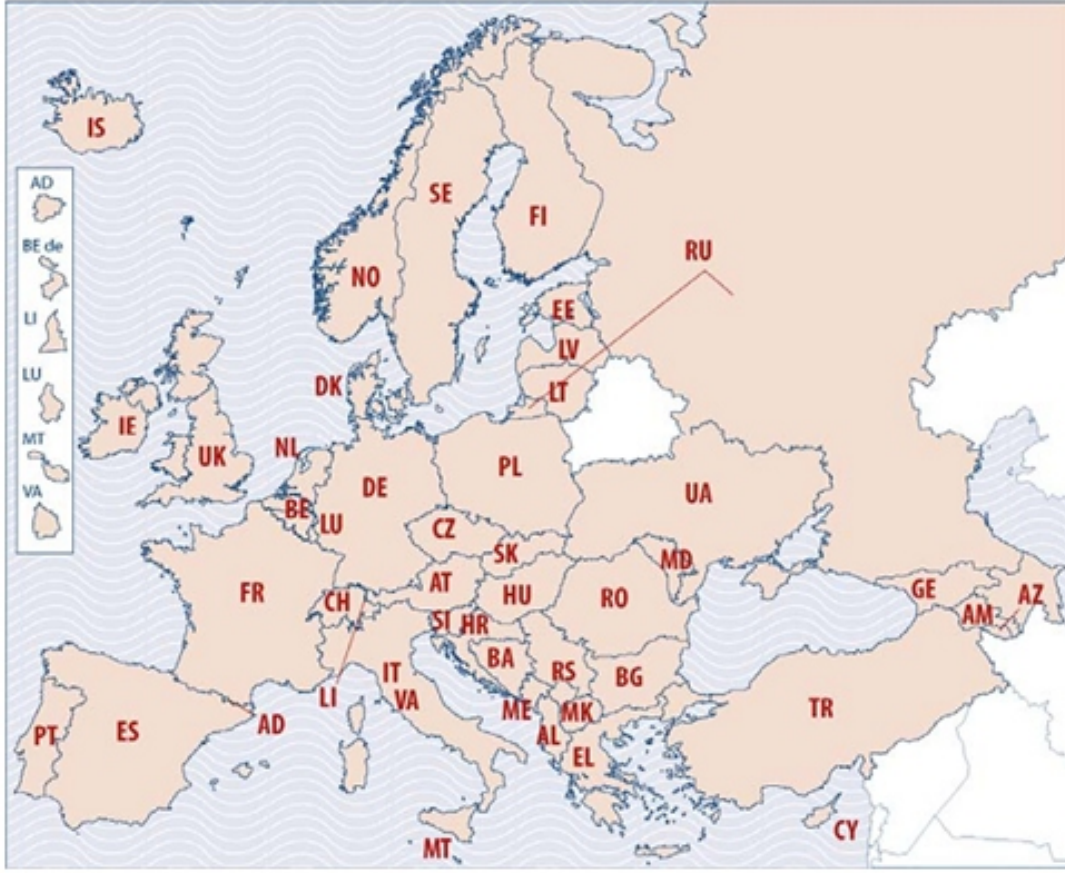 IS
AD
BE de
LI
LU
MT
VA
SE
FI
NO
RU
EE
LV
LT
DK
IE
UK
NL
BE
LU
DE
PL
UA
CZ
SK
MD
FR
CH
AT
HU
RO
GE
AM
AZ
SI
HR
BA
RS
BG
IT
VA
LI
ME
MK
AL
EL
TR
PT
ES
AD
MT
CY